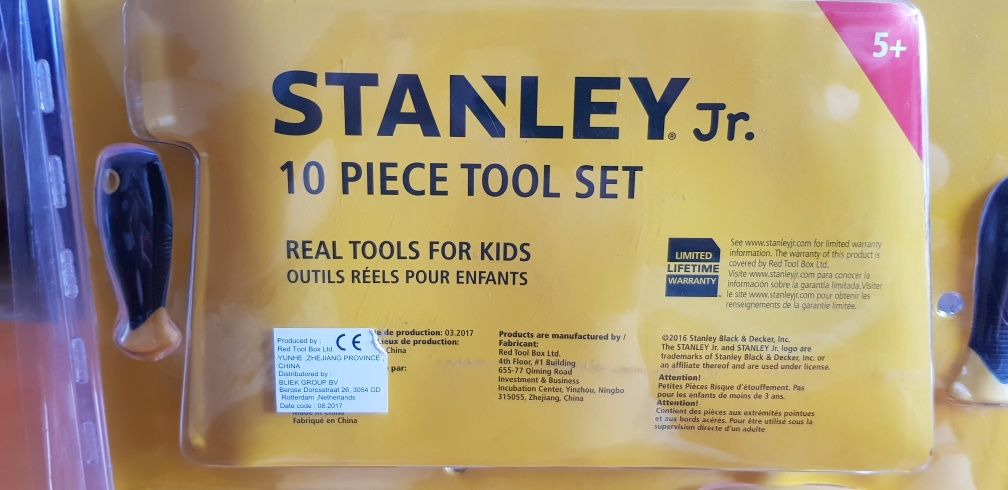 5+
STANLEY® Jr.
10 PIECE TOOL SET
REAL TOOLS FOR KIDS
OUTILS RÉELS POUR ENFANTS
LIMITED
LIFETIME
WARRANTY
See www.stanleyjr.com for limited warranty
information. The warranty of this product is
covered by Red Tool Box Ltd.
Visite www.stanleyjr.com para conocer la
información sobre la garantía limitada. Visiter
le site www.stanleyjr.com pour obtenir les
renseignements de la garantie limitée.
Produced by : CE
Red Tool Box Ltd.
YUNHE ,ZHEJIANG PROVINCE ,
CHINA
Distributored by :
BLIEK GROUP BV
Bergse Dorosstraat 26, 3054 GD
Rotterdam ,Netherlands
Date code : 08.2017
de production: 03.2017
ieux de production:
China
par:
Made in China
Fabriqué en China
Products are manufactured by /
Fabricant:
Red Tool Box Ltd.
4th Floor, #1 Building
655-77 Qiming Road
Investment & Business
Incubation Center, Yinzhou, Ningbo
315055, Zhejiang, China
©2016 Stanley Black & Decker, Inc.
The STANLEY Jr. and STANLEY Jr. logo are
trademarks of Stanley Black & Decker, Inc. or
an affiliate thereof and are used under license.
Attention!
Petites Pièces Risque d'étouffement. Pas
pour les enfants de moins de 3 ans.
Attention!
Contient des pièces aux extrémités pointues
et aux bords acérés. Pour être utilisé sous la
supervision directe d'un adulte